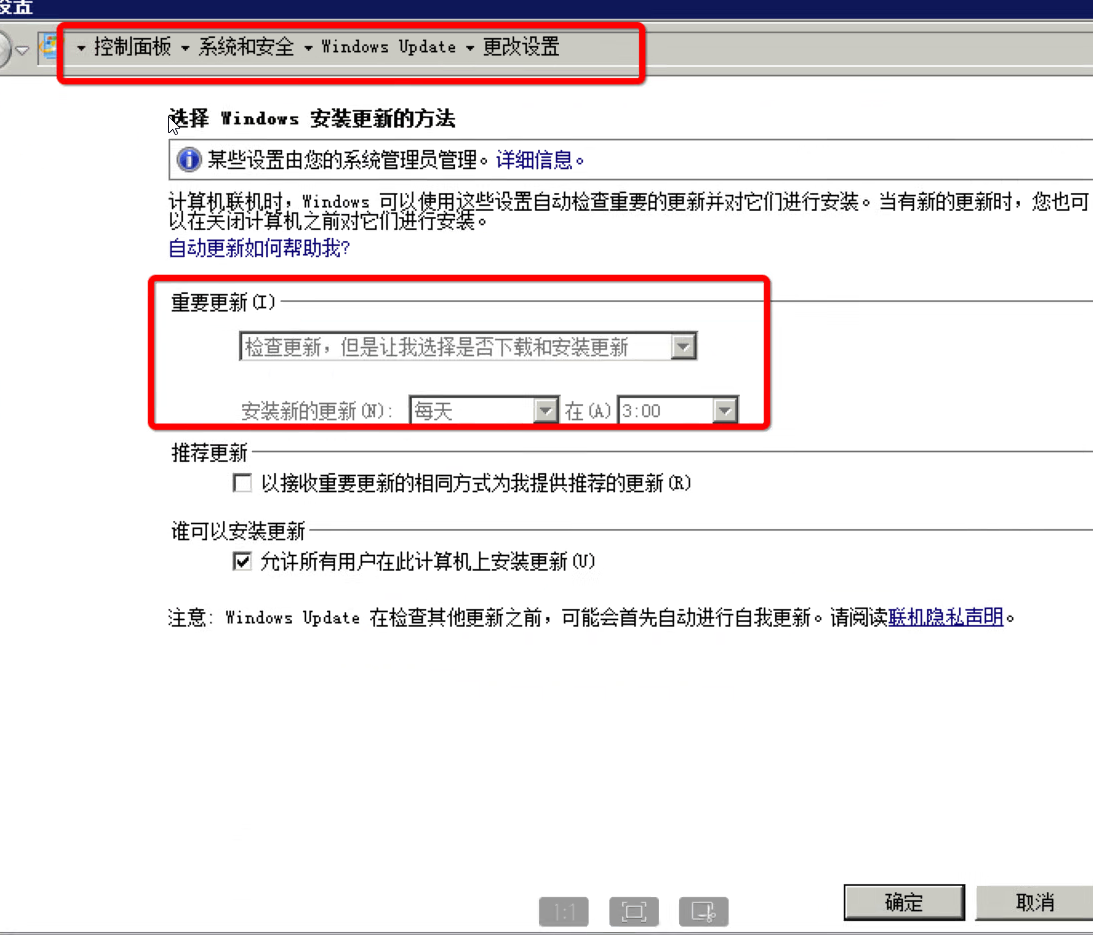 设置
控制面板 系统和安全 Windows Update 更改设置
选择 Windows 安装更新的方法
某些设置由您的系统管理员管理。详细信息。
计算机联机时，Windows 可以使用这些设置自动检查重要的更新并对它们进行安装。当有新的更新时，您也可
以在关闭计算机之前对它们进行安装。
自动更新如何帮助我?
重要更新(I)
检查更新，但是让我选择是否下载和安装更新
安装新的更新(N): 每天 在(A) 3:00
推荐更新
以接收重要更新的相同方式为我提供推荐的更新(R)
谁可以安装更新
允许所有用户在此计算机上安装更新(U)
注意: Windows Update 在检查其他更新之前，可能会首先自动进行自我更新。请阅读联机隐私声明。
1:1
确定 取消